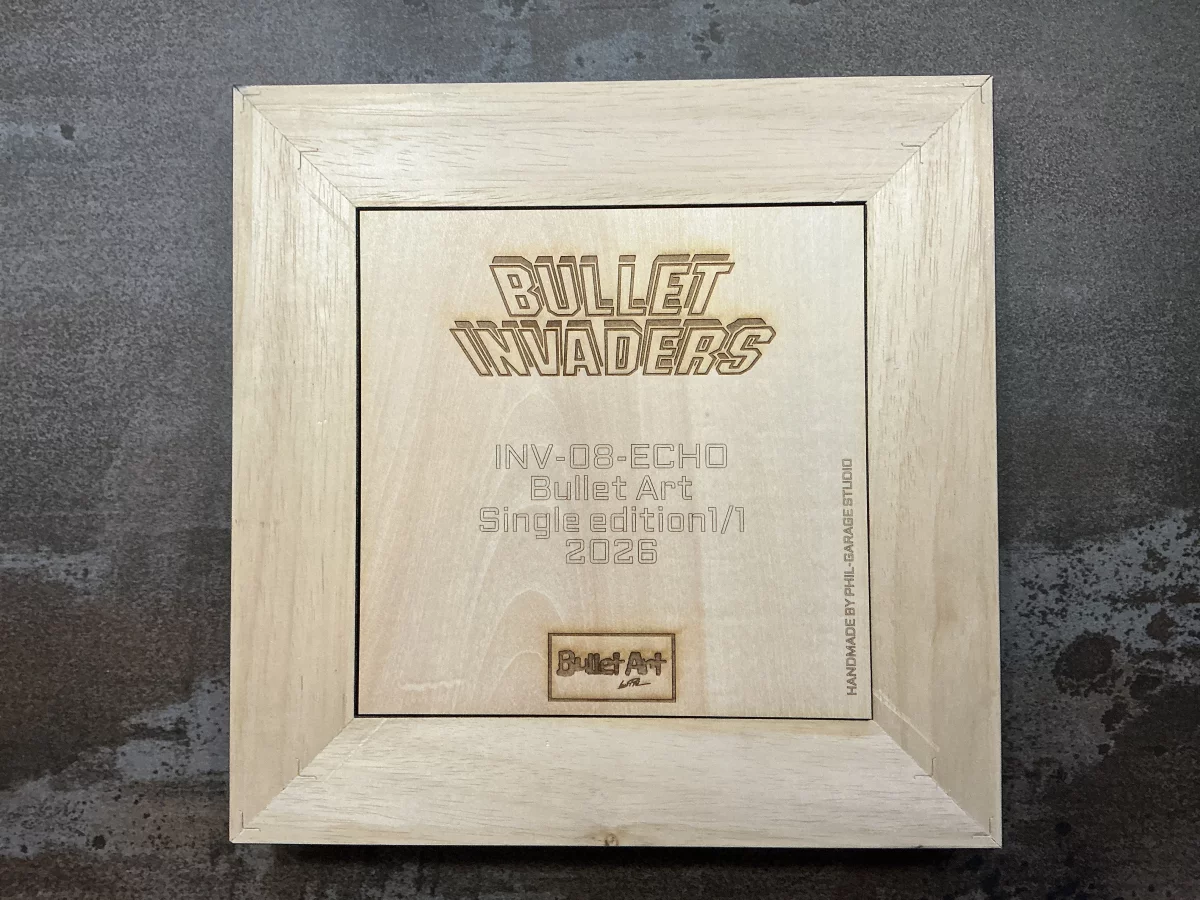 BULLET
INVADERS
INV-08-ECHO
Bullet Art
Single edition1/1
2026
HANDMADE BY PHIL-GARAGE STUDIO
Bullet Art